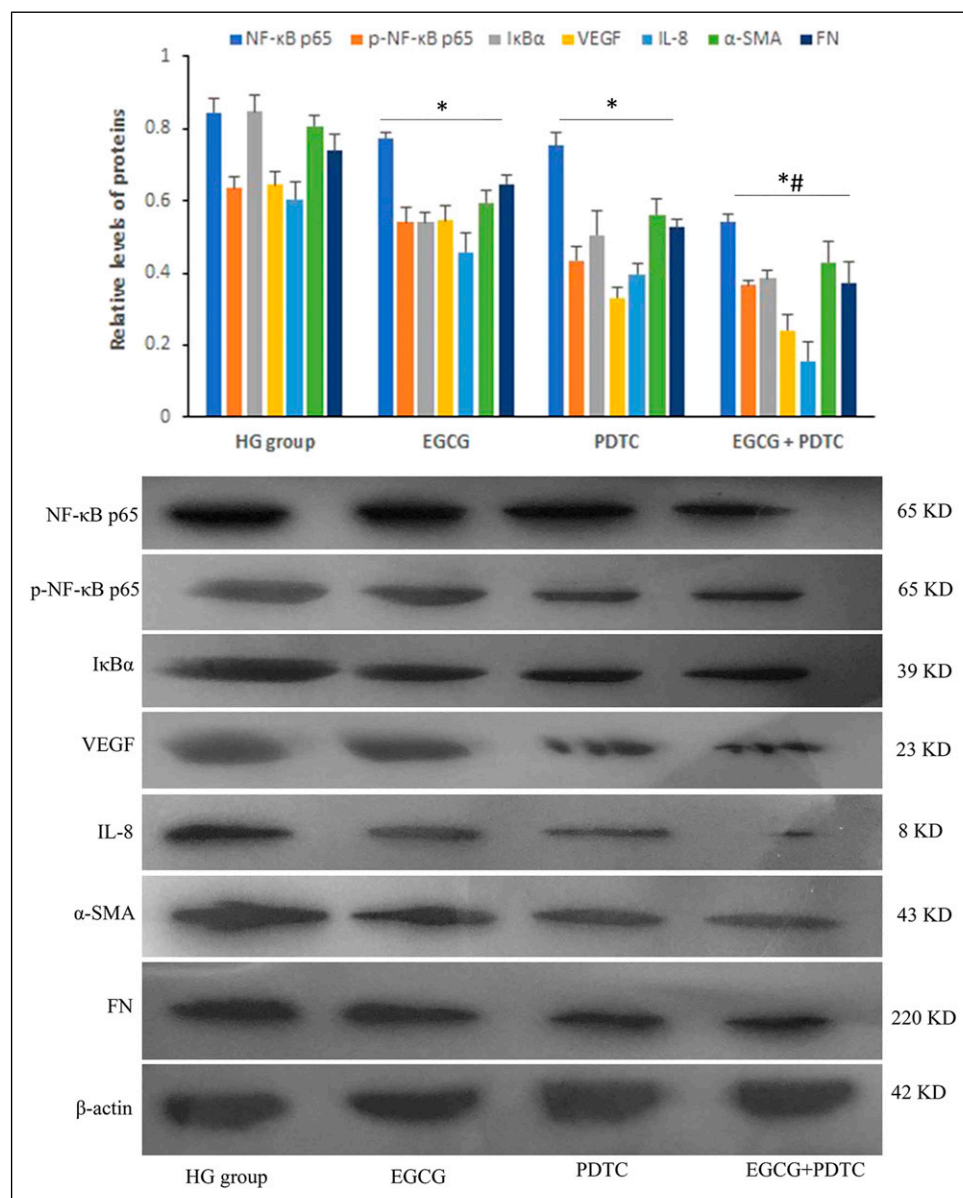 NF-κB p65 p-NF-κB p65 IκBα VEGF IL-8 α-SMA FN
Relative levels of proteins
1
0.8
0.6
0.4
0.2
0
*
*
*#
HG group EGCG PDTC EGCG + PDTC
NF-κB p65 65 KD
p-NF-κB p65 65 KD
IκBα 39 KD
VEGF 23 KD
IL-8 8 KD
α-SMA 43 KD
FN 220 KD
β-actin 42 KD
HG group EGCG PDTC EGCG+PDTC